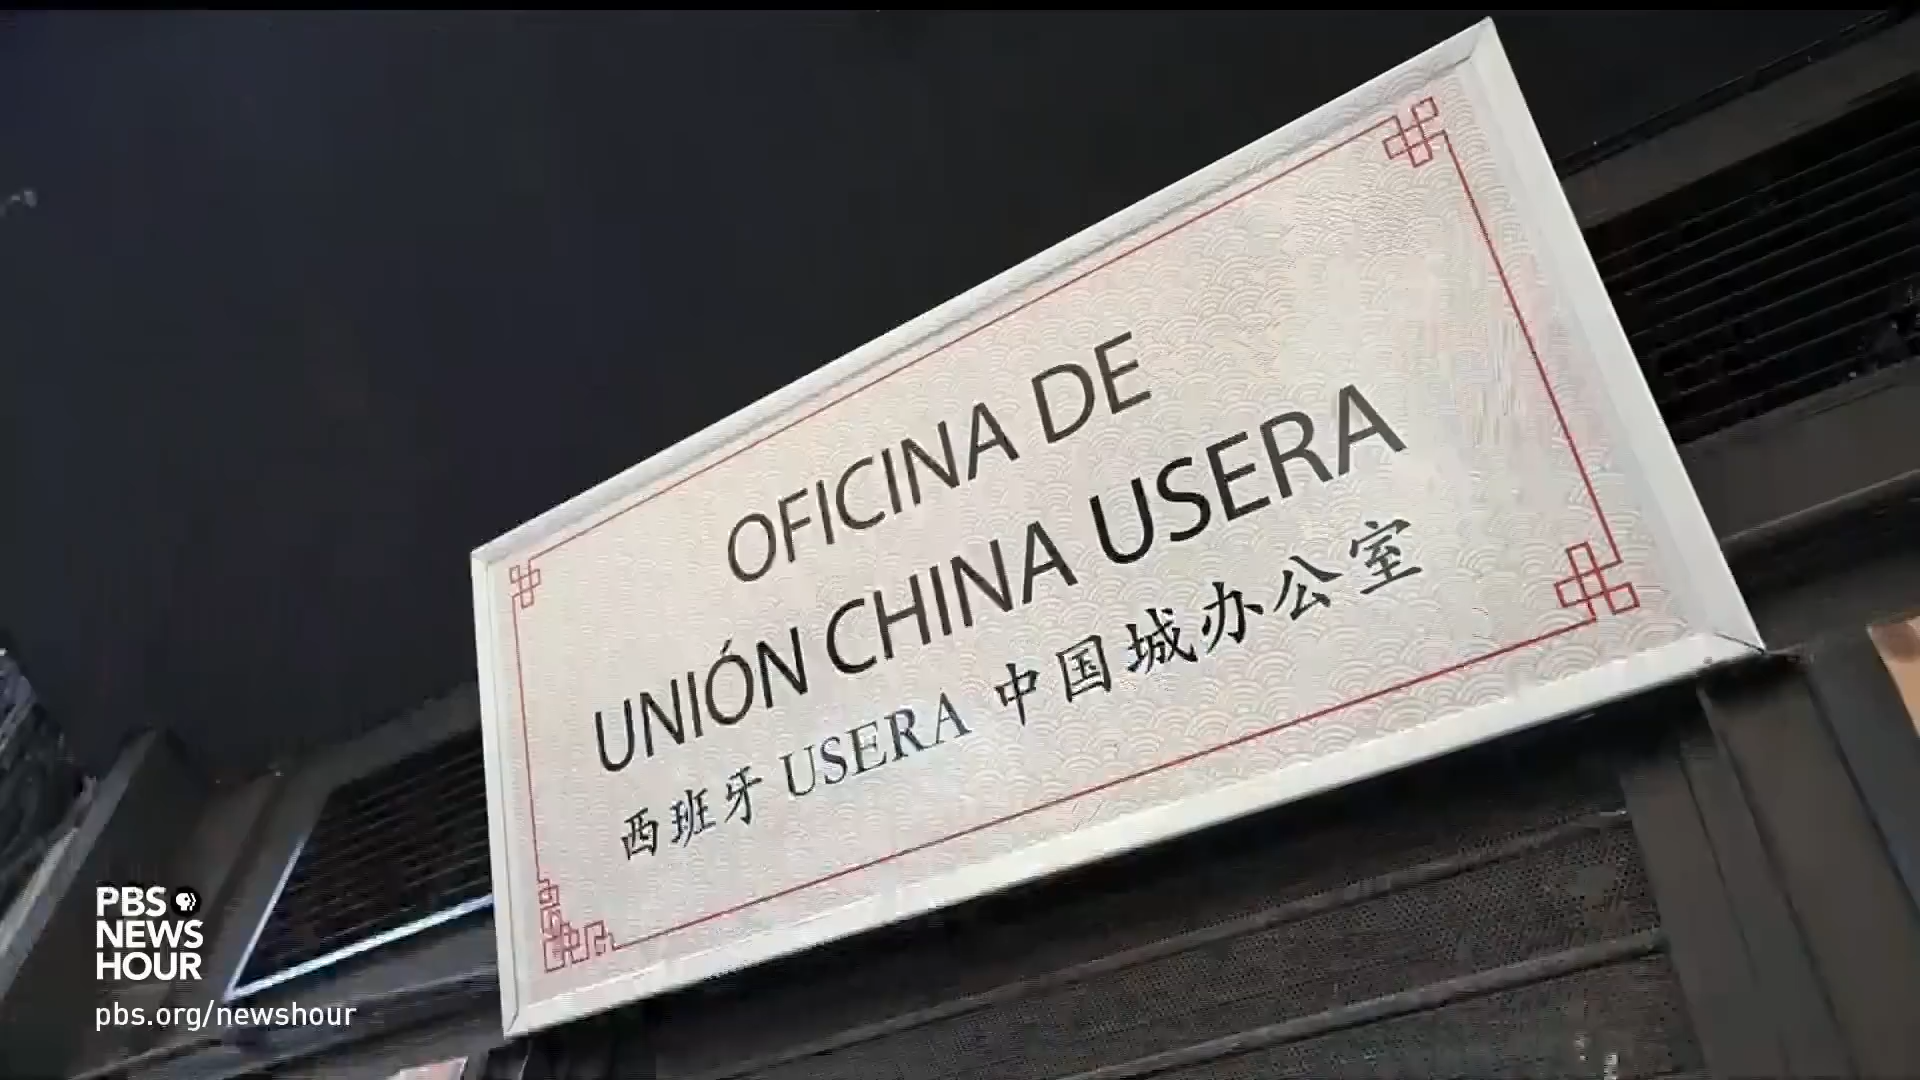 OFICINA DE
UNIÓN CHINA USERA
西班牙 USERA 中国城办公室
PBS
NEWS
HOUR
pbs.org/newshour